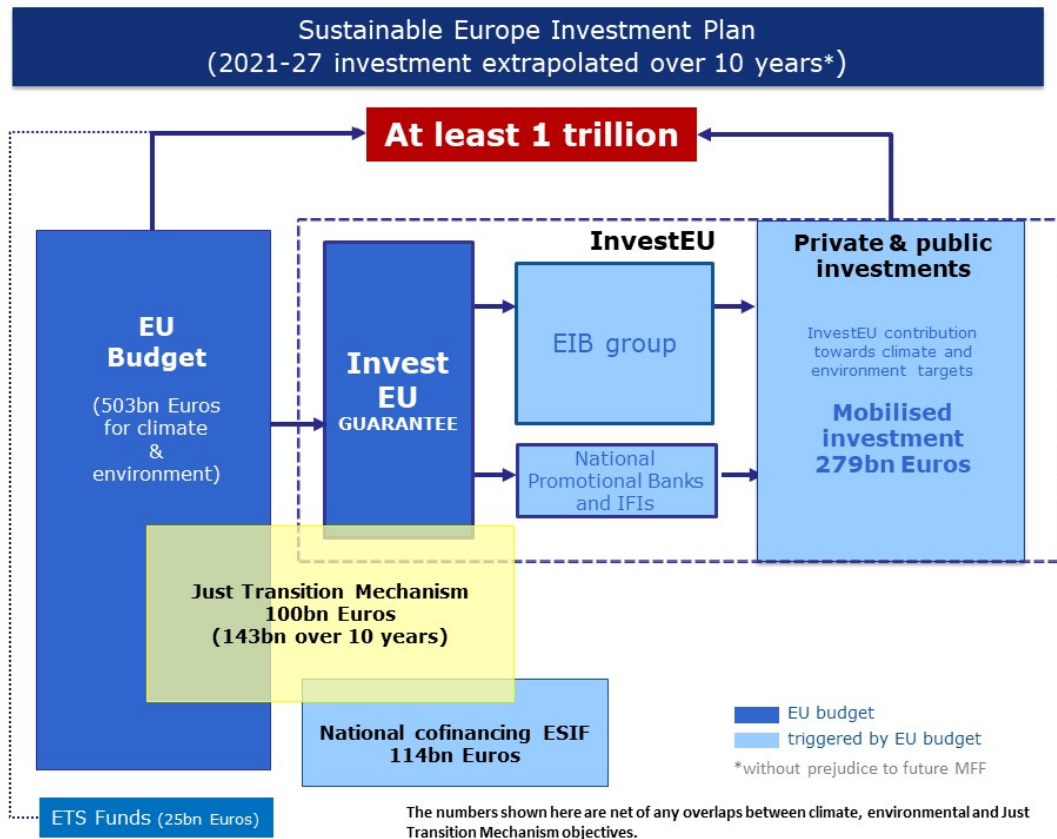 Sustainable Europe Investment Plan
(2021-27 investment extrapolated over 10 years*)
At least 1 trillion
EU
Budget
(503bn Euros
for climate
&
environment)
InvestEU
Invest
EU
GUARANTEE
EIB group
National
Promotional Banks
and IFIs
Private & public
investments
InvestEU contribution
towards climate and
environment targets
Mobilised
investment
279bn Euros
Just Transition Mechanism
100bn Euros
(143bn over 10 years)
National cofinancing ESIF
114bn Euros
EU budget
triggered by EU budget
*without prejudice to future MFF
ETS Funds (25bn Euros)
The numbers shown here are net of any overlaps between climate, environmental and Just
Transition Mechanism objectives.